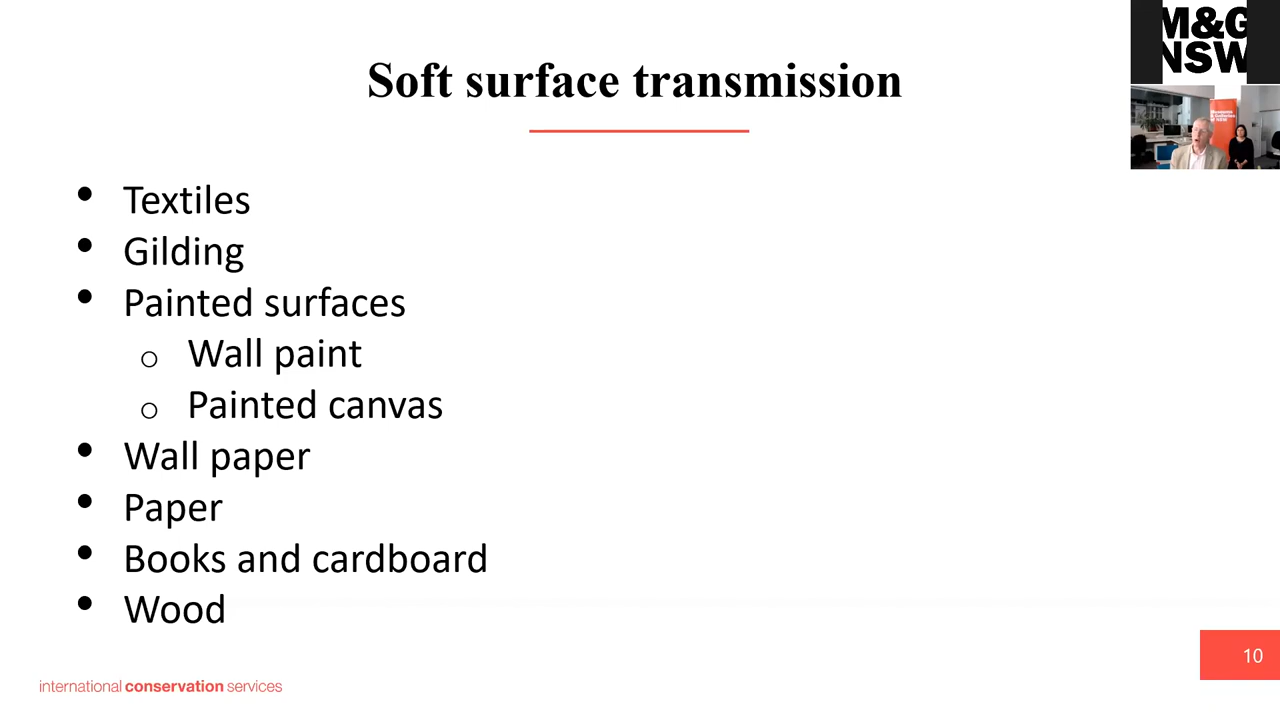 M&G
NSW
Soft surface transmission
• Textiles
• Gilding
• Painted surfaces
o Wall paint
o Painted canvas
• Wall paper
• Paper
• Books and cardboard
• Wood
10
international conservation services